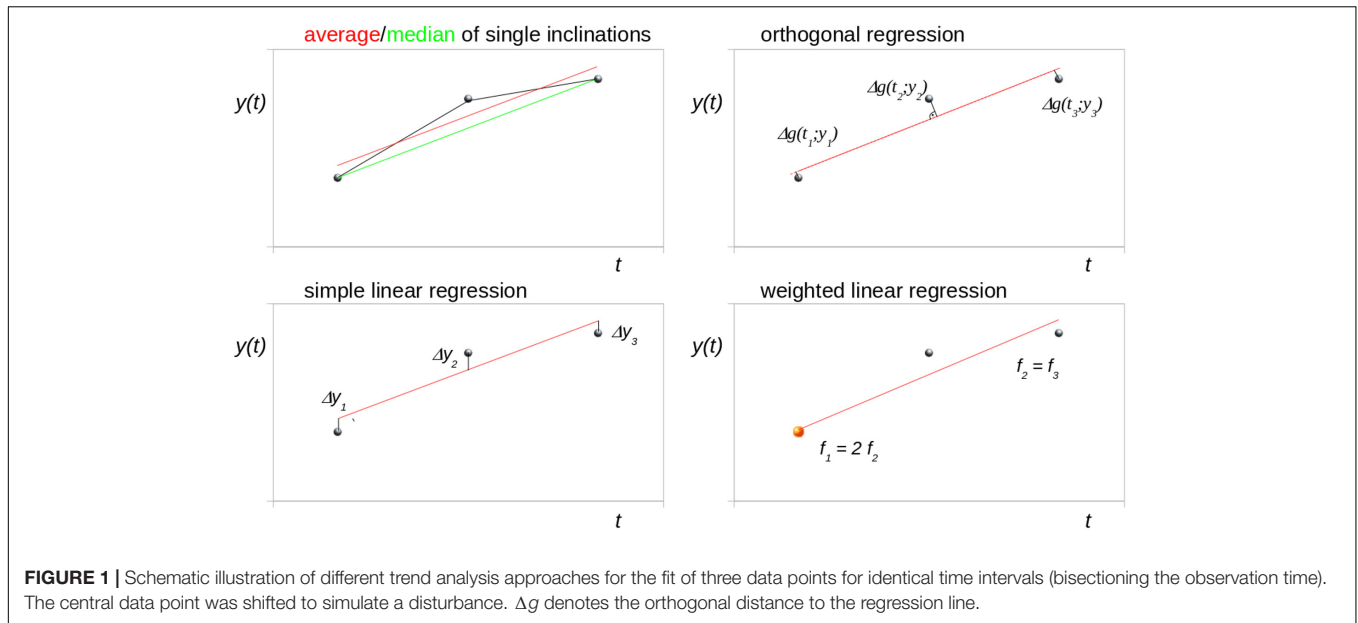 average/median of single inclinations
y(t)
t
orthogonal regression
y(t)
Δg(t₁;y₁)
Δg(t₂;y₂)
Δg(t₃;y₃)
t
simple linear regression
y(t)
Δy₁
Δy₂
Δy₃
t
weighted linear regression
y(t)
f₁ = 2 f₂
f₂ = f₃
t
FIGURE 1 | Schematic illustration of different trend analysis approaches for the fit of three data points for identical time intervals (bisectioning the observation time).
The central data point was shifted to simulate a disturbance. Δg denotes the orthogonal distance to the regression line.